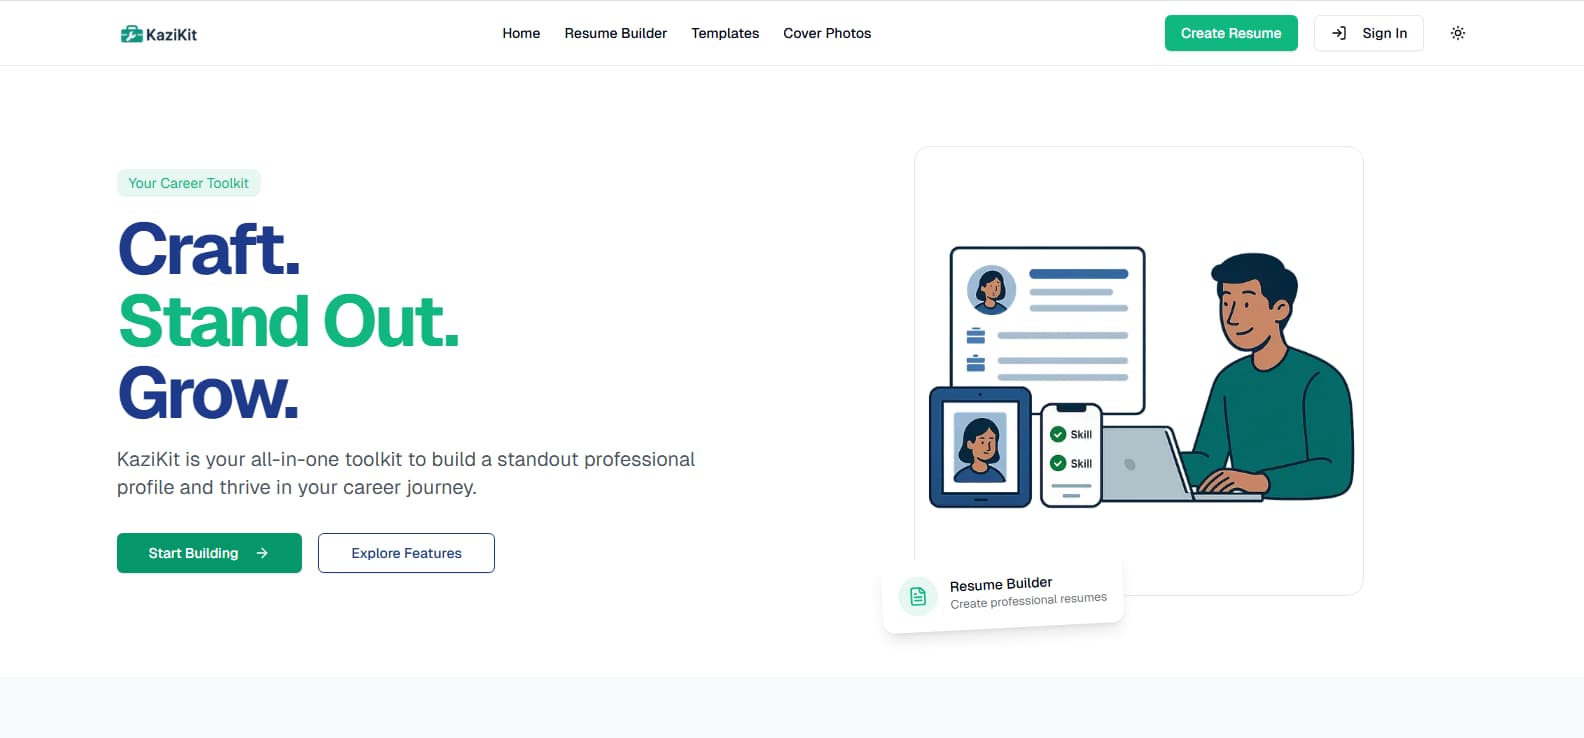 KaziKit
Home
Resume Builder
Templates
Cover Photos
Create Resume
Sign In
Your Career Toolkit
Craft.
Stand Out.
Grow.
KaziKit is your all-in-one toolkit to build a standout professional
profile and thrive in your career journey.
Start Building
Explore Features
Skill
Skill
Resume Builder
Create professional resumes